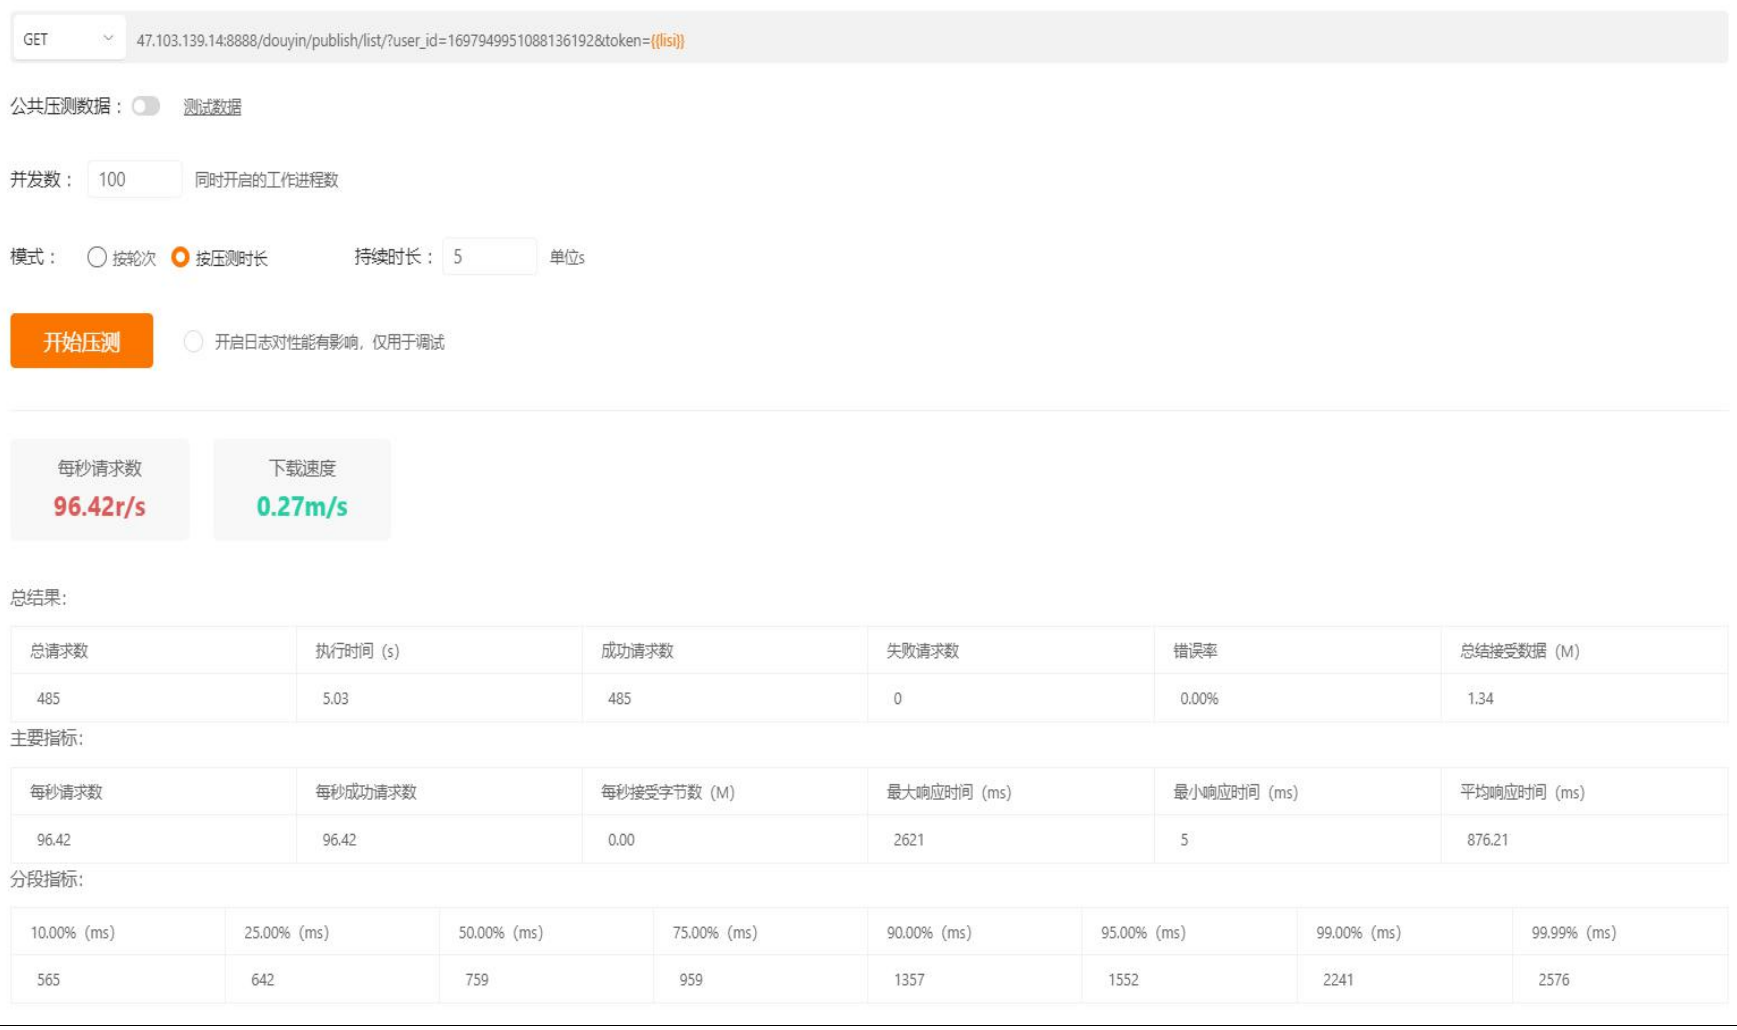 GET 47.103.139.14:8888/douyin/publish/list/?user_id=1697949951088136192&token={{lisi}}
公共压测数据： 测试数据
并发数： 100 同时开启的工作进程数
模式： 按轮次 按压测时长 持续时长： 5 单位s
开始压测 开启日志对性能有影响，仅用于调试
每秒请求数 下载速度
96.42r/s 0.27m/s
总结果：
总请求数 执行时间（s） 成功请求数 失败请求数 错误率 总结接受数据（M）
485 5.03 485 0 0.00% 1.34
主要指标：
每秒请求数 每秒成功请求数 每秒接受字节数（M） 最大响应时间（ms） 最小响应时间（ms） 平均响应时间（ms）
96.42 96.42 0.00 2621 5 876.21
分段指标：
10.00%（ms） 25.00%（ms） 50.00%（ms） 75.00%（ms） 90.00%（ms） 95.00%（ms） 99.00%（ms） 99.99%（ms）
565 642 759 959 1357 1552 2241 2576